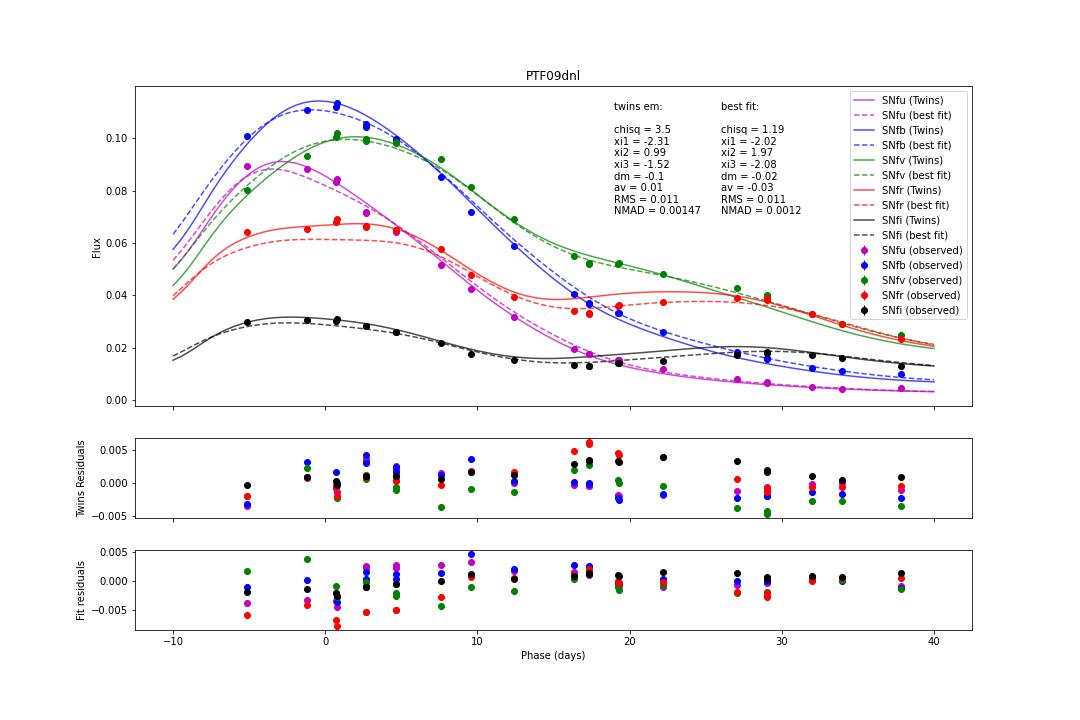 PTF09dnl
Flux
0.10
0.08
0.06
0.04
0.02
0.00
twins em:
chisq = 3.5
xi1 = -2.31
xi2 = 0.99
xi3 = -1.52
dm = -0.1
av = 0.01
RMS = 0.011
NMAD = 0.00147
best fit:
chisq = 1.19
xi1 = -2.02
xi2 = 1.97
xi3 = -2.08
dm = -0.02
av = -0.03
RMS = 0.011
NMAD = 0.0012
SNfu (Twins)
SNfu (best fit)
SNfb (Twins)
SNfb (best fit)
SNfv (Twins)
SNfv (best fit)
SNfr (Twins)
SNfr (best fit)
SNfi (Twins)
SNfi (best fit)
SNfu (observed)
SNfb (observed)
SNfv (observed)
SNfr (observed)
SNfi (observed)
Twins Residuals
0.005
0.000
−0.005
Fit residuals
0.005
0.000
−0.005
−10 0 10 20 30 40
Phase (days)